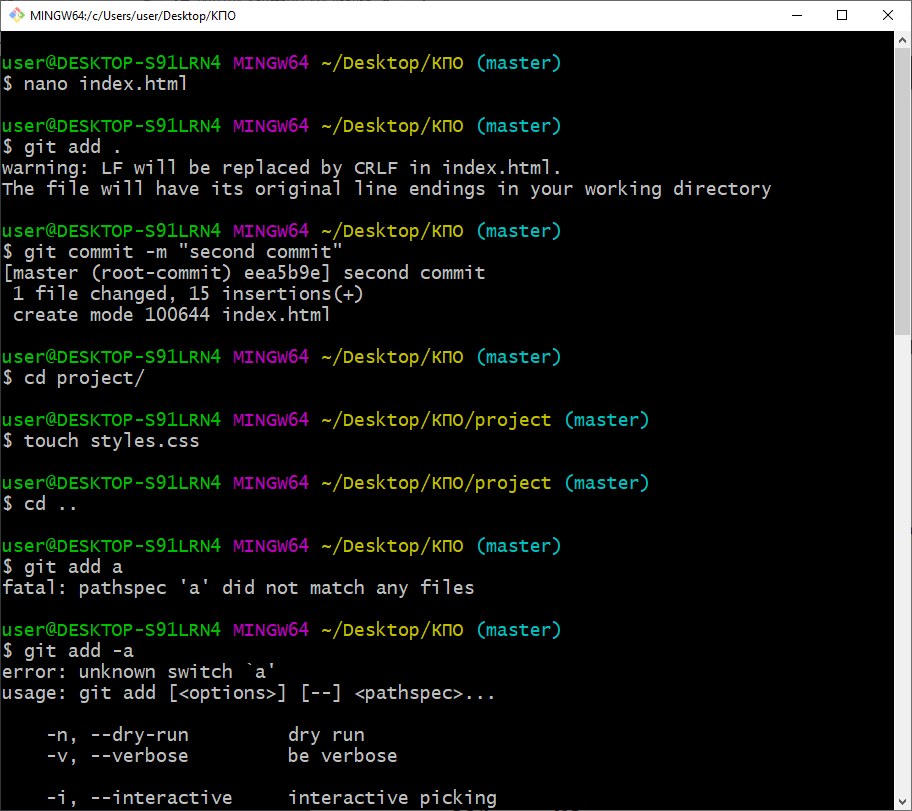 MINGW64:/c/Users/user/Desktop/КПО
user@DESKTOP-S91LRN4 MINGW64 ~/Desktop/КПО (master)
$ nano index.html
user@DESKTOP-S91LRN4 MINGW64 ~/Desktop/КПО (master)
$ git add .
warning: LF will be replaced by CRLF in index.html.
The file will have its original line endings in your working directory
user@DESKTOP-S91LRN4 MINGW64 ~/Desktop/КПО (master)
$ git commit -m "second commit"
[master (root-commit) eea5b9e] second commit
 1 file changed, 15 insertions(+)
 create mode 100644 index.html
user@DESKTOP-S91LRN4 MINGW64 ~/Desktop/КПО (master)
$ cd project/
user@DESKTOP-S91LRN4 MINGW64 ~/Desktop/КПО/project (master)
$ touch styles.css
user@DESKTOP-S91LRN4 MINGW64 ~/Desktop/КПО/project (master)
$ cd ..
user@DESKTOP-S91LRN4 MINGW64 ~/Desktop/КПО (master)
$ git add a
fatal: pathspec 'a' did not match any files
user@DESKTOP-S91LRN4 MINGW64 ~/Desktop/КПО (master)
$ git add -a
error: unknown switch `a'
usage: git add [<options>] [--] <pathspec>...
    -n, --dry-run         dry run
    -v, --verbose         be verbose
    -i, --interactive     interactive picking